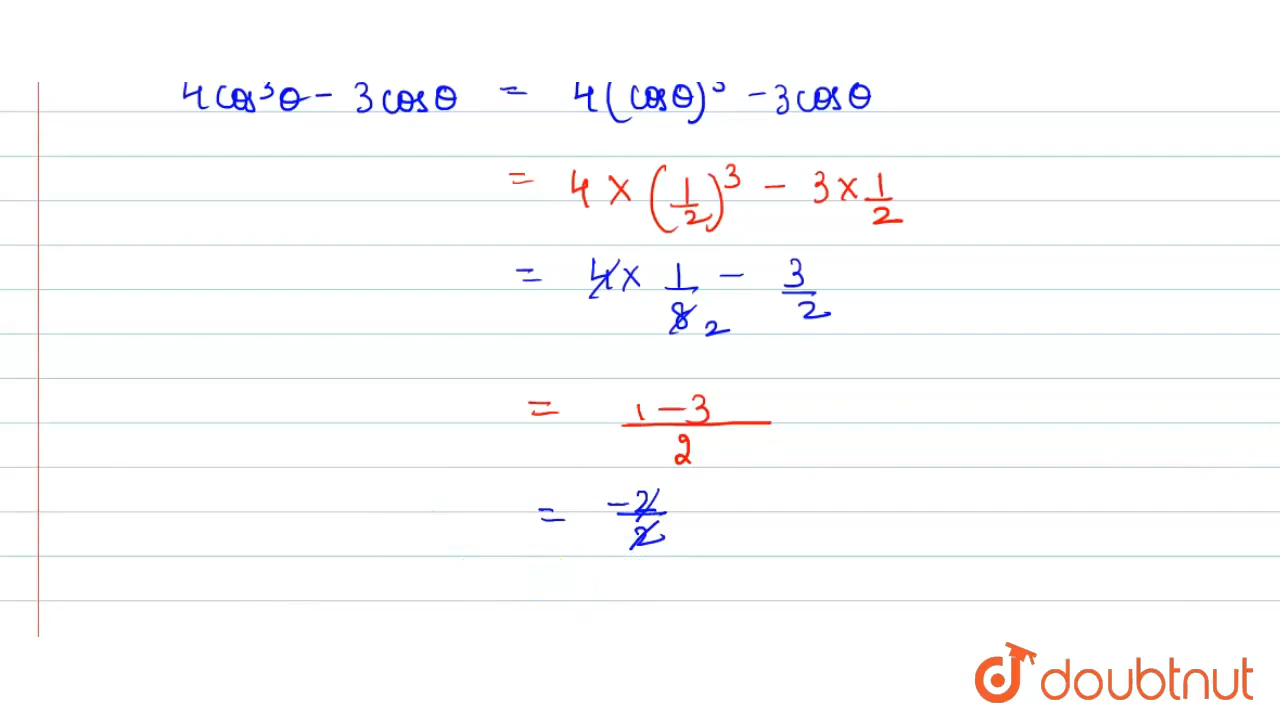 4cos³θ - 3cosθ = 4(cosθ)³ - 3cosθ
= 4 × (1/2)³ - 3 × 1/2
= 4 × 1/8 2 - 3/2
= 1-3/2
= -2/2
doubtnut